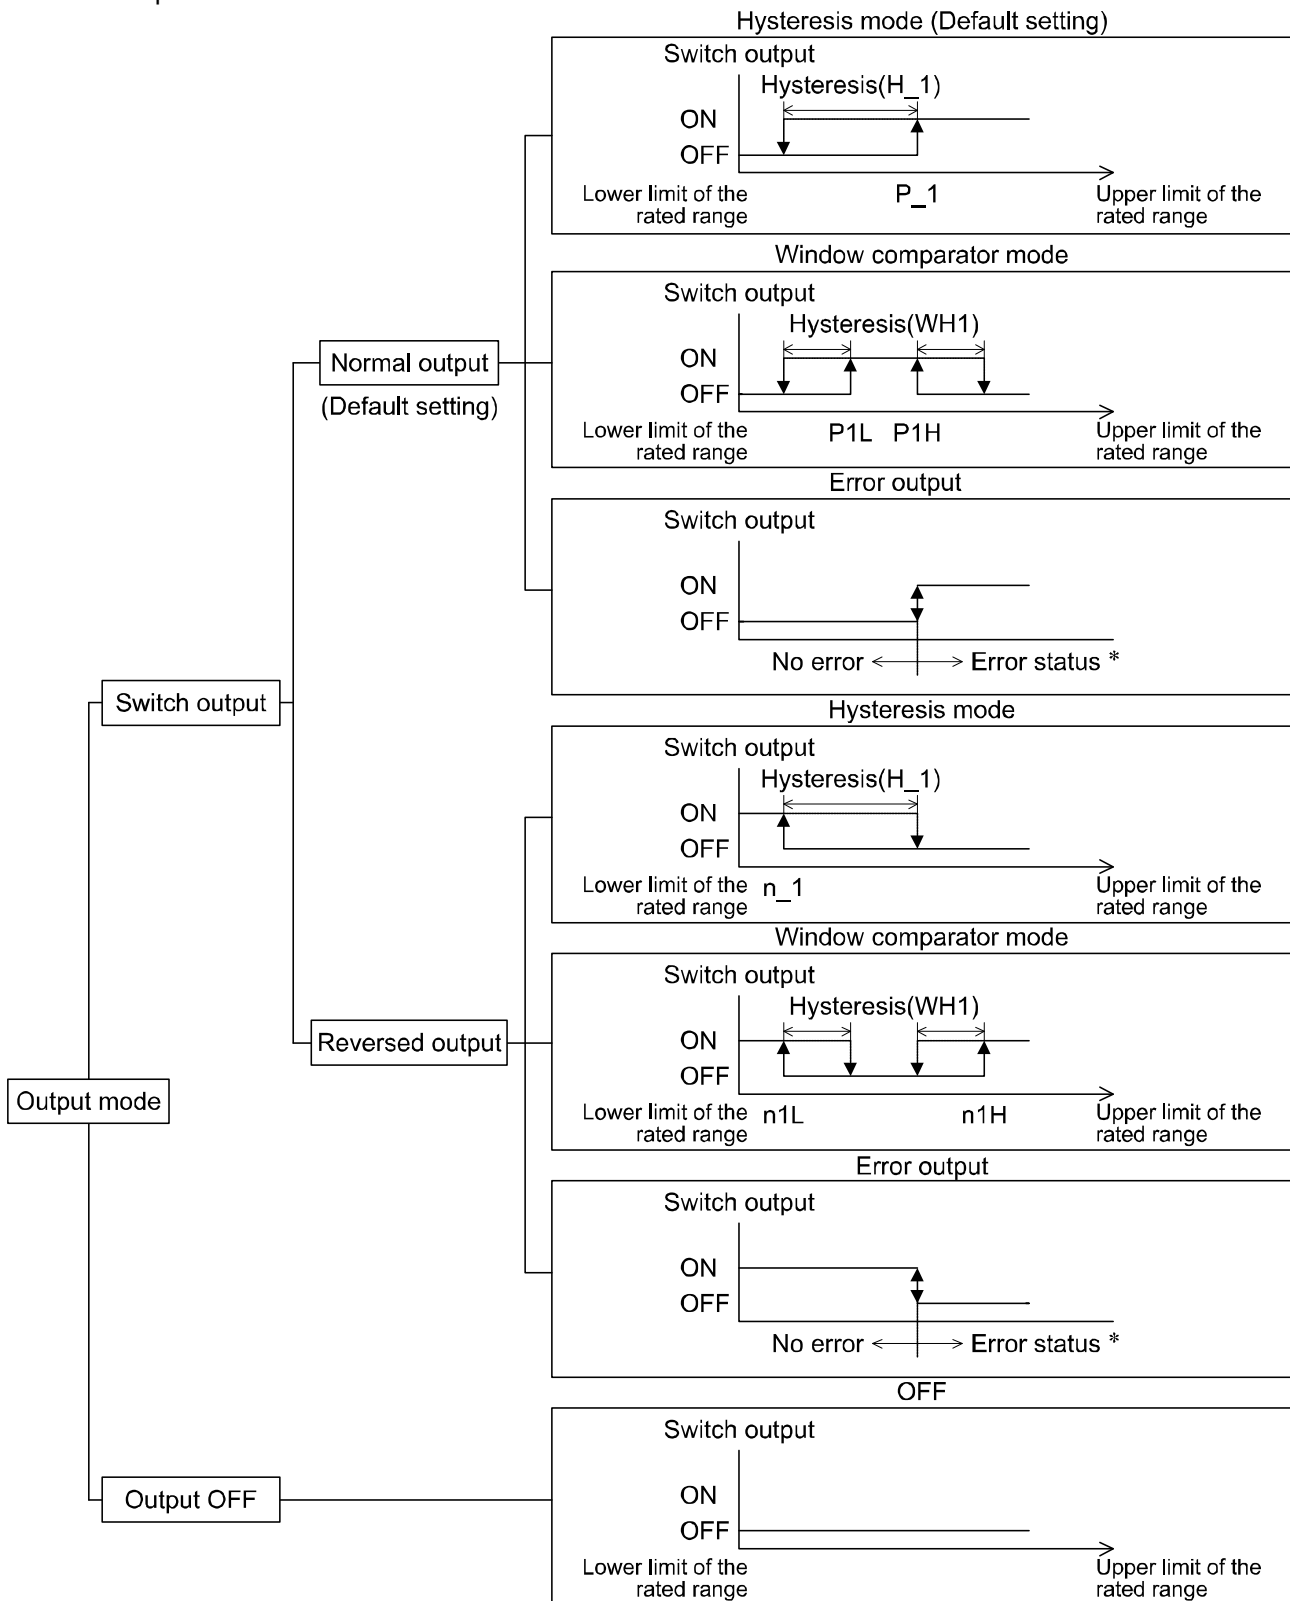 Hysteresis mode (Default setting)
Switch output
Hysteresis(H_1)
ON
OFF
Lower limit of the
rated range
P_1
Upper limit of the
rated range
Window comparator mode
Switch output
Hysteresis(WH1)
ON
OFF
Lower limit of the
rated range
P1L P1H
Upper limit of the
rated range
Normal output
(Default setting)
Error output
Switch output
ON
OFF
No error
Error status *
Switch output
Hysteresis mode
Switch output
Hysteresis(H_1)
ON
OFF
Lower limit of the
rated range
n_1
Upper limit of the
rated range
Window comparator mode
Switch output
Hysteresis(WH1)
ON
OFF
Lower limit of the
rated range
n1L
n1H
Upper limit of the
rated range
Reversed output
Output mode
Error output
Switch output
ON
OFF
No error
Error status *
OFF
Switch output
ON
OFF
Lower limit of the
rated range
Upper limit of the
rated range
Output OFF